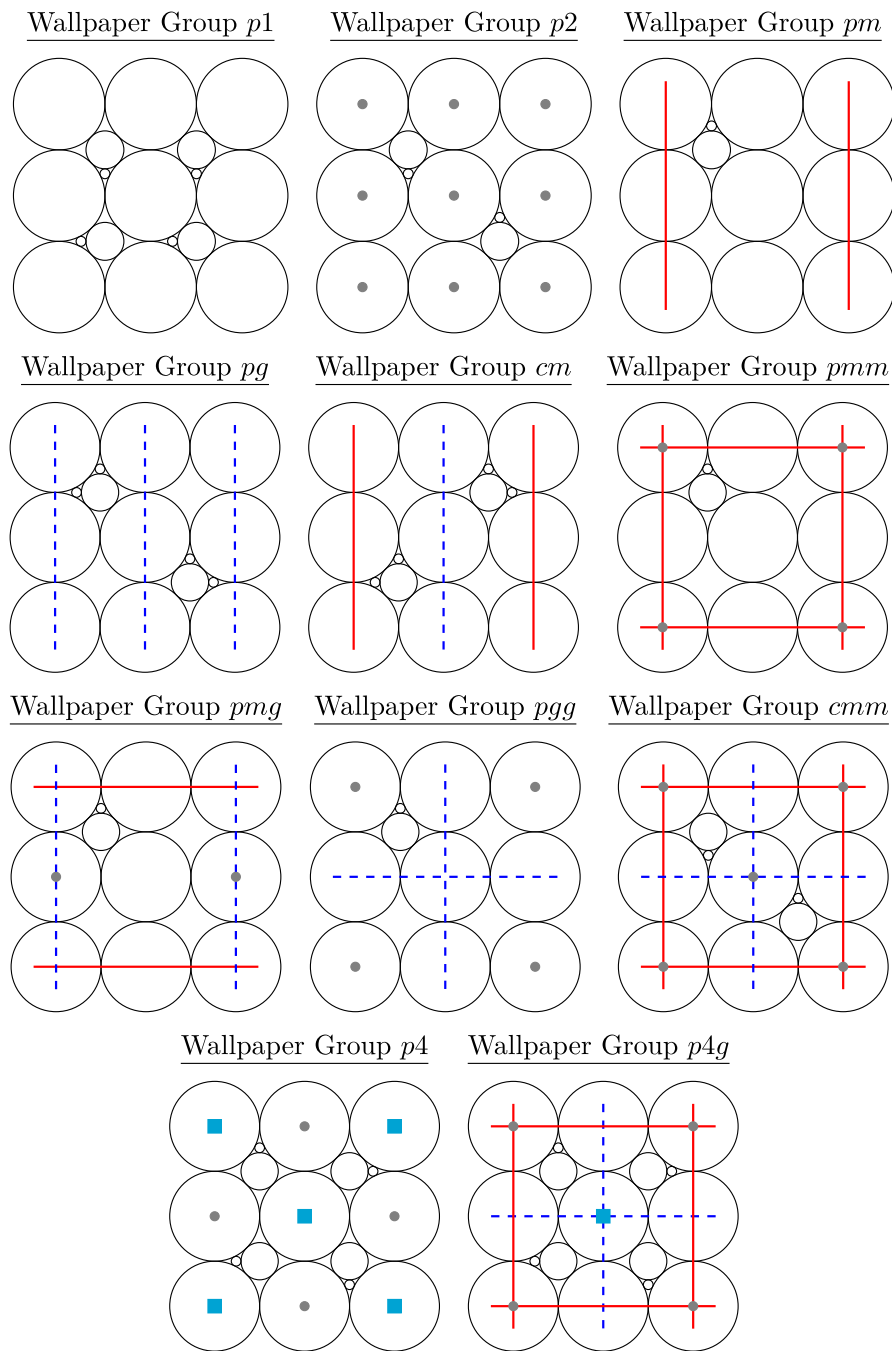 Wallpaper Group p1
Wallpaper Group p2
Wallpaper Group pm
Wallpaper Group pg
Wallpaper Group cm
Wallpaper Group pmm
Wallpaper Group pmg
Wallpaper Group pgg
Wallpaper Group cmm
Wallpaper Group p4
Wallpaper Group p4g